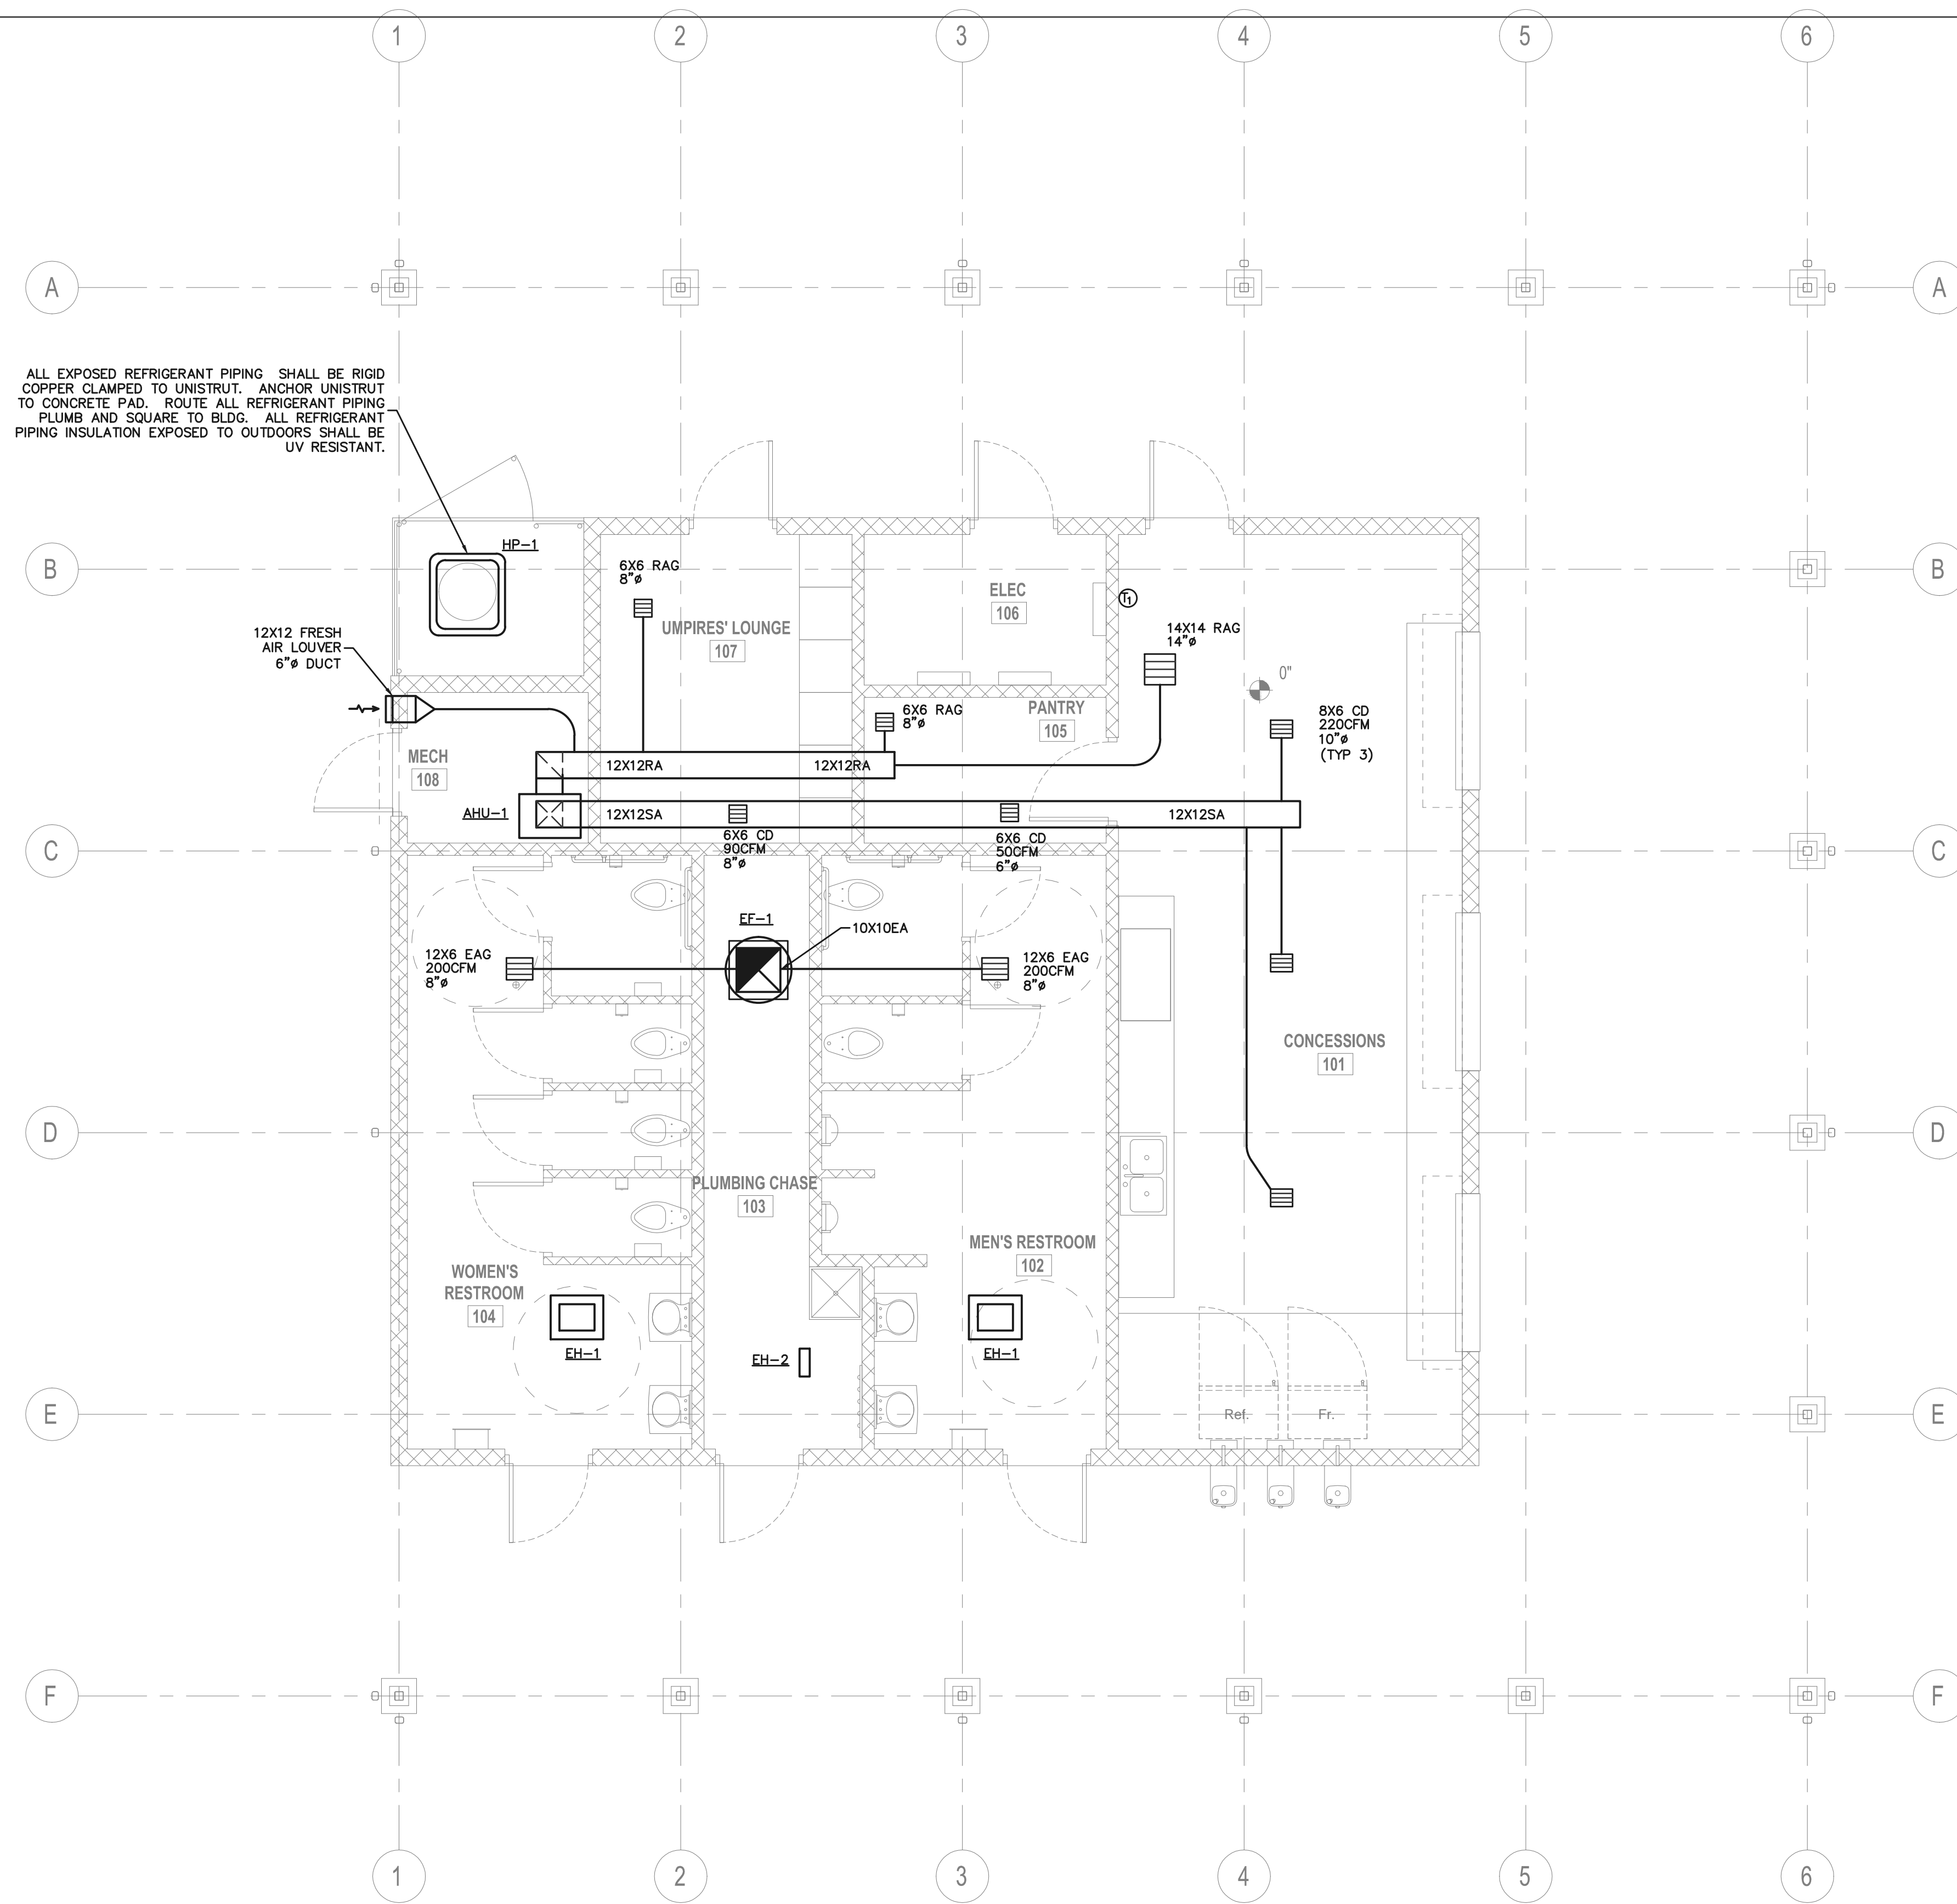 1 2 3 4 5 6
A A
ALL EXPOSED REFRIGERANT PIPING SHALL BE RIGID
COPPER CLAMPED TO UNISTRUT. ANCHOR UNISTRUT
TO CONCRETE PAD. ROUTE ALL REFRIGERANT PIPING
PLUMB AND SQUARE TO BLDG. ALL REFRIGERANT
PIPING INSULATION EXPOSED TO OUTDOORS SHALL BE
UV RESISTANT.
HP-1
B B
6X6 RAG
8"ø
ELEC
106
T1
UMPIRES' LOUNGE
107
12X12 FRESH
AIR LOUVER
6"ø DUCT
14X14 RAG
14"ø
0"
6X6 RAG
8"ø
PANTRY
105
8X6 CD
220CFM
10"ø
(TYP 3)
MECH
108
12X12RA
12X12RA
AHU-1
12X12SA
12X12SA
6X6 CD
90CFM
8"ø
6X6 CD
50CFM
6"ø
C C
EF-1
10X10EA
12X6 EAG
200CFM
8"ø
12X6 EAG
200CFM
8"ø
CONCESSIONS
101
D D
PLUMBING CHASE
103
MEN'S RESTROOM
102
WOMEN'S
RESTROOM
104
EH-1
EH-2
EH-1
E E
Ref.
Fr.
F F
1 2 3 4 5 6